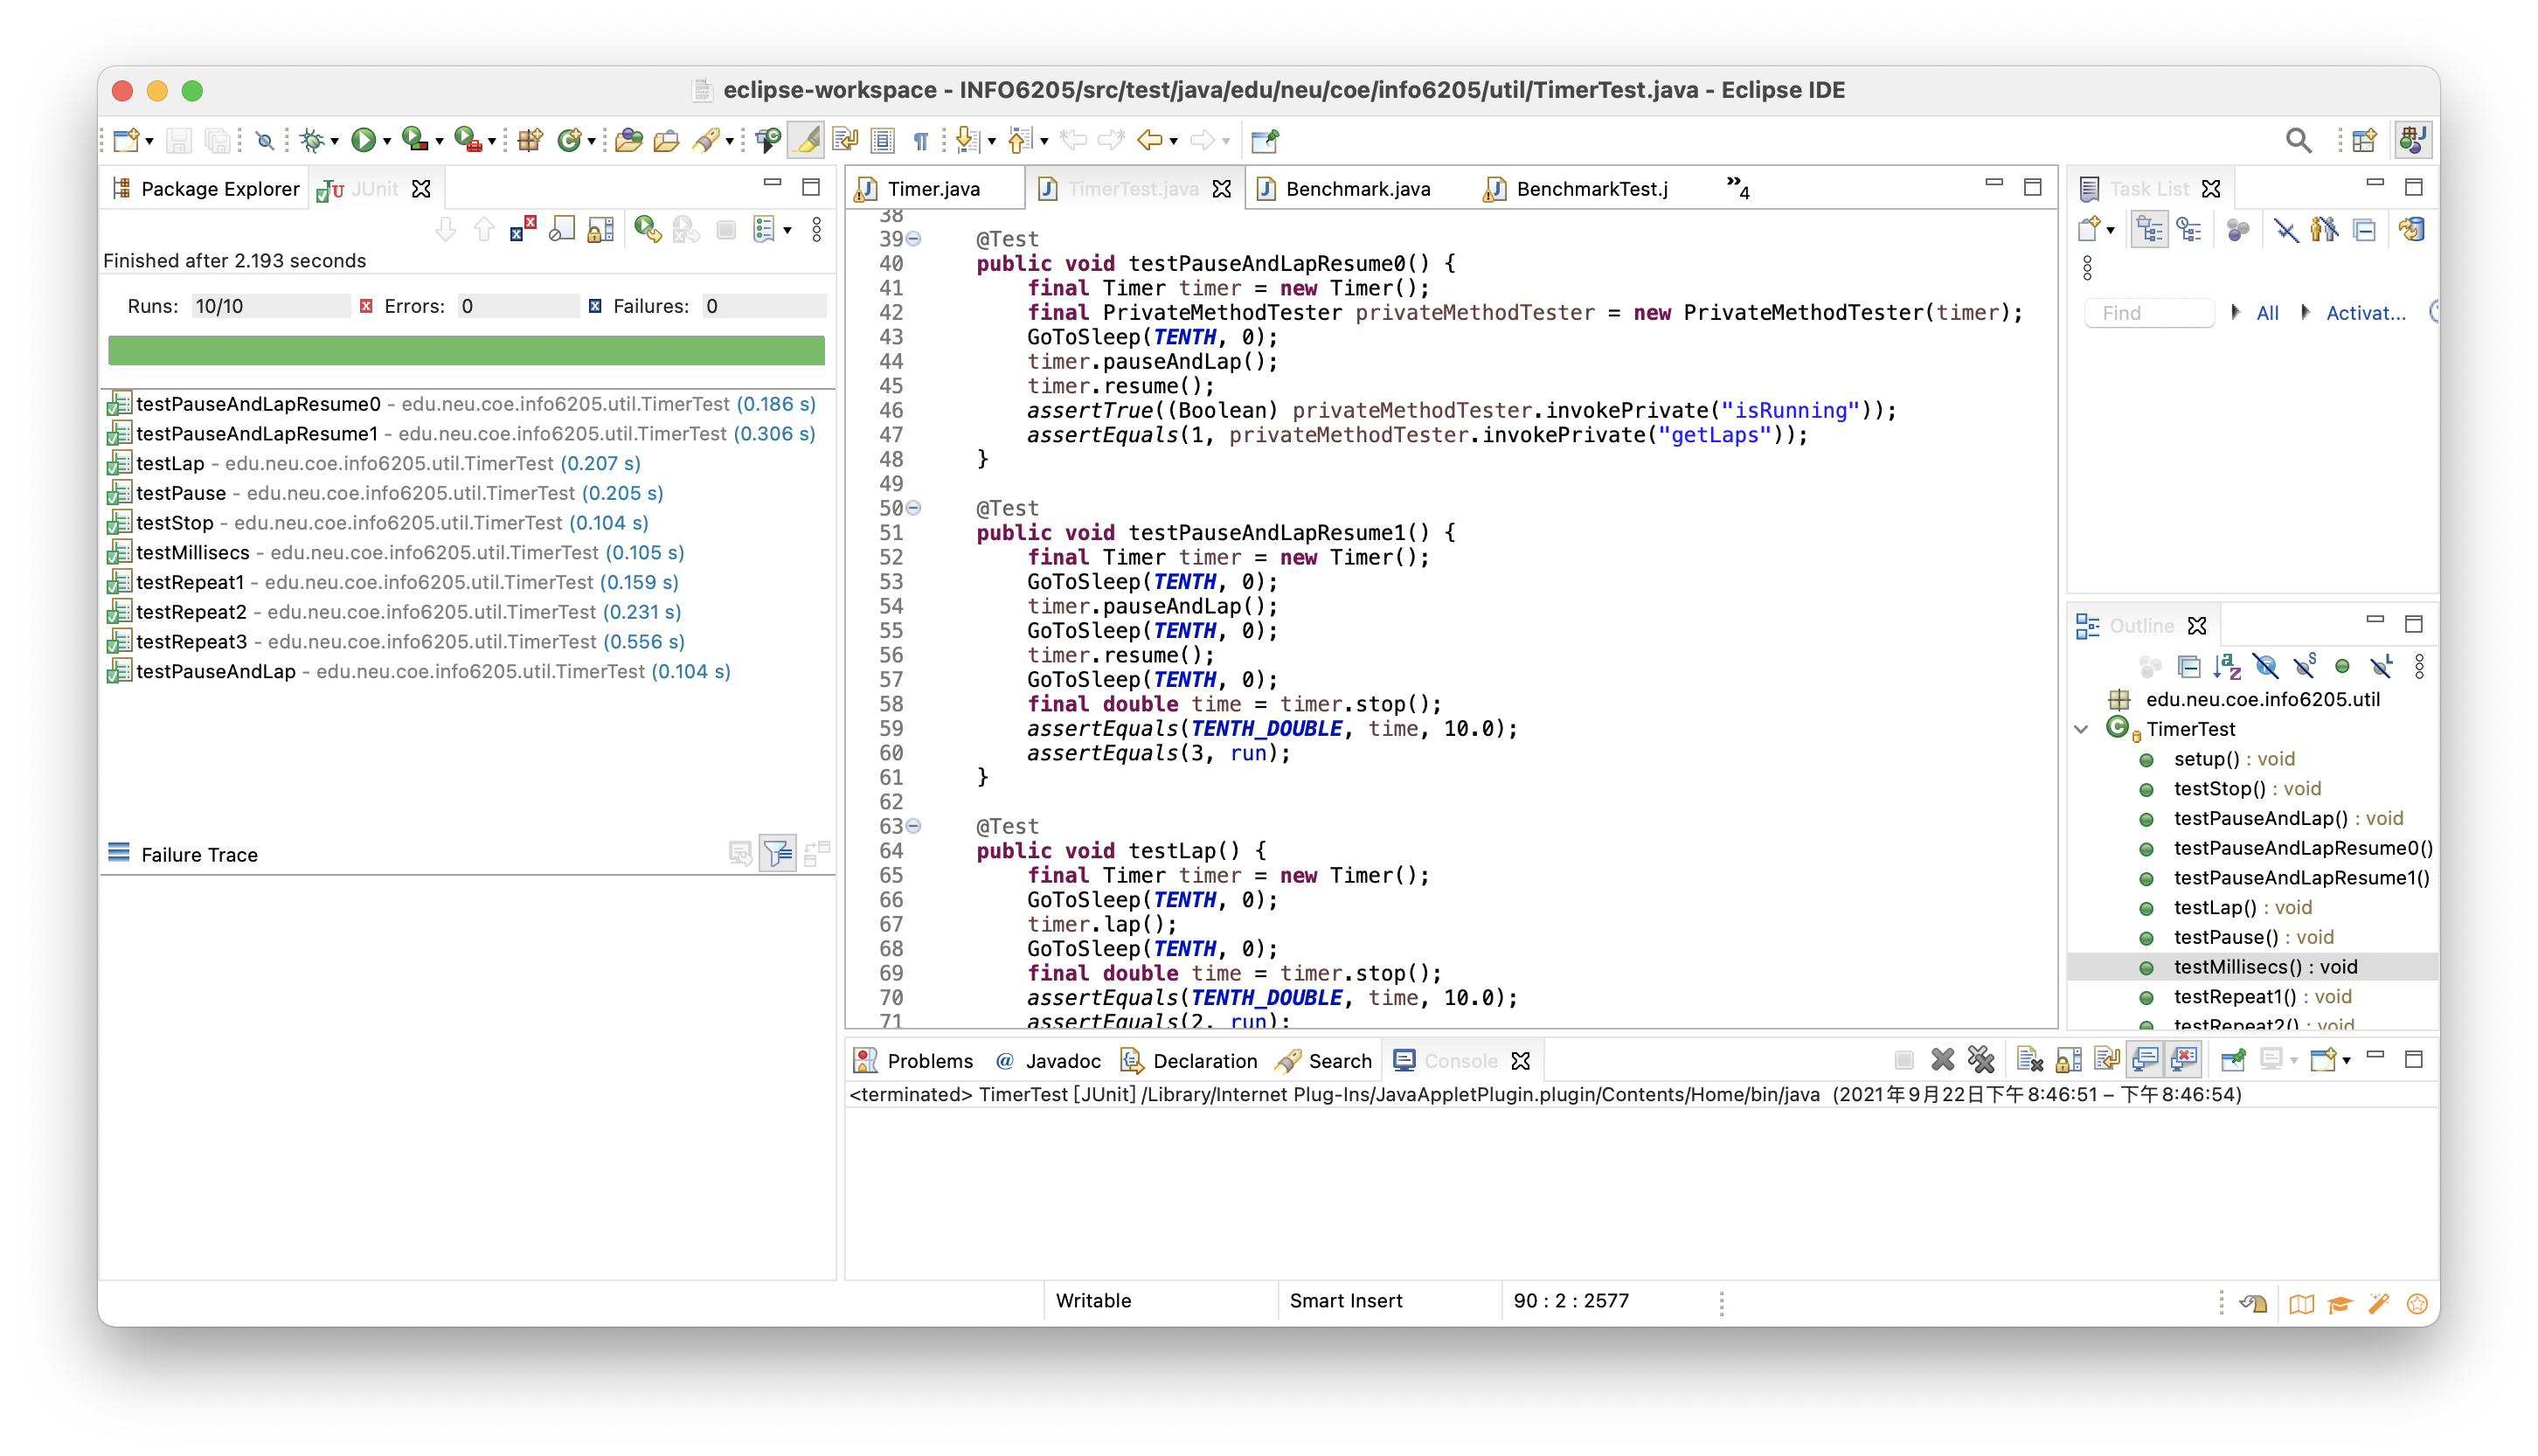 eclipse-workspace - INFO6205/src/test/java/edu/neu/coe/info6205/util/TimerTest.java - Eclipse IDE
Package Explorer
JUnit
Finished after 2.193 seconds
Runs: 10/10 Errors: 0 Failures: 0
testPauseAndLapResume0 - edu.neu.coe.info6205.util.TimerTest (0.186 s)
testPauseAndLapResume1 - edu.neu.coe.info6205.util.TimerTest (0.306 s)
testLap - edu.neu.coe.info6205.util.TimerTest (0.207 s)
testPause - edu.neu.coe.info6205.util.TimerTest (0.205 s)
testStop - edu.neu.coe.info6205.util.TimerTest (0.104 s)
testMillisecs - edu.neu.coe.info6205.util.TimerTest (0.105 s)
testRepeat1 - edu.neu.coe.info6205.util.TimerTest (0.159 s)
testRepeat2 - edu.neu.coe.info6205.util.TimerTest (0.231 s)
testRepeat3 - edu.neu.coe.info6205.util.TimerTest (0.556 s)
testPauseAndLap - edu.neu.coe.info6205.util.TimerTest (0.104 s)
Failure Trace
Timer.java TimerTest.java Benchmark.java BenchmarkTest.j »4
38
39 @Test
40 public void testPauseAndLapResume0() {
41 final Timer timer = new Timer();
42 final PrivateMethodTester privateMethodTester = new PrivateMethodTester(timer);
43 GoToSleep(TENTH, 0);
44 timer.pauseAndLap();
45 timer.resume();
46 assertTrue((Boolean) privateMethodTester.invokePrivate("isRunning"));
47 assertEquals(1, privateMethodTester.invokePrivate("getLaps"));
48 }
49
50 @Test
51 public void testPauseAndLapResume1() {
52 final Timer timer = new Timer();
53 GoToSleep(TENTH, 0);
54 timer.pauseAndLap();
55 GoToSleep(TENTH, 0);
56 timer.resume();
57 GoToSleep(TENTH, 0);
58 final double time = timer.stop();
59 assertEquals(TENTH_DOUBLE, time, 10.0);
60 assertEquals(3, run);
61 }
62
63 @Test
64 public void testLap() {
65 final Timer timer = new Timer();
66 GoToSleep(TENTH, 0);
67 timer.lap();
68 GoToSleep(TENTH, 0);
69 final double time = timer.stop();
70 assertEquals(TENTH_DOUBLE, time, 10.0);
71 assertEquals(2, run);
Task List
Find All Activat...
Outline
edu.neu.coe.info6205.util
TimerTest
setup() : void
testStop() : void
testPauseAndLap() : void
testPauseAndLapResume0()
testPauseAndLapResume1()
testLap() : void
testPause() : void
testMillisecs() : void
testRepeat1() : void
testRepeat2() : void
Problems @ Javadoc Declaration Search Console
<terminated> TimerTest [JUnit] /Library/Internet Plug-Ins/JavaAppletPlugin.plugin/Contents/Home/bin/java (2021年9月22日下午8:46:51 – 下午8:46:54)
Writable Smart Insert 90 : 2 : 2577